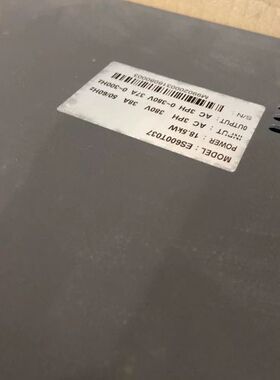 MODEL : ES600OT037
POWER : 18.5kW
INPUT : AC 3PH 380V 38A 50/60Hz
OUTPUT : AC 3PH 0~380V 37A 0~300Hz
S/N